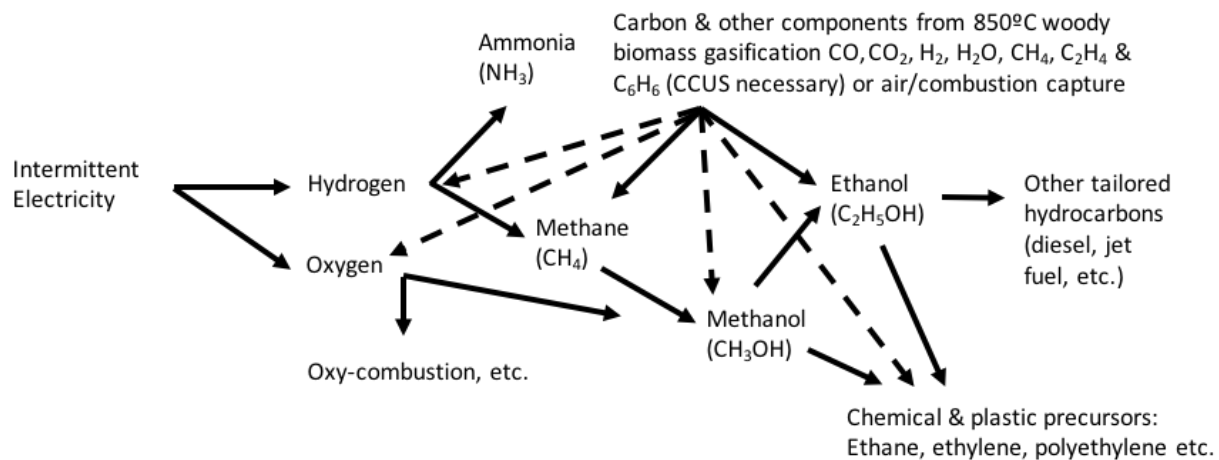 Carbon & other components from 850ºC woody
biomass gasification CO, CO₂, H₂, H₂O, CH₄, C₂H₄ &
C₆H₆ (CCUS necessary) or air/combustion capture
Ammonia
(NH₃)
Intermittent
Electricity
Hydrogen
Oxygen
Methane
(CH₄)
Ethanol
(C₂H₅OH)
Other tailored
hydrocarbons
(diesel, jet
fuel, etc.)
Methanol
(CH₃OH)
Oxy-combustion, etc.
Chemical & plastic precursors:
Ethane, ethylene, polyethylene etc.